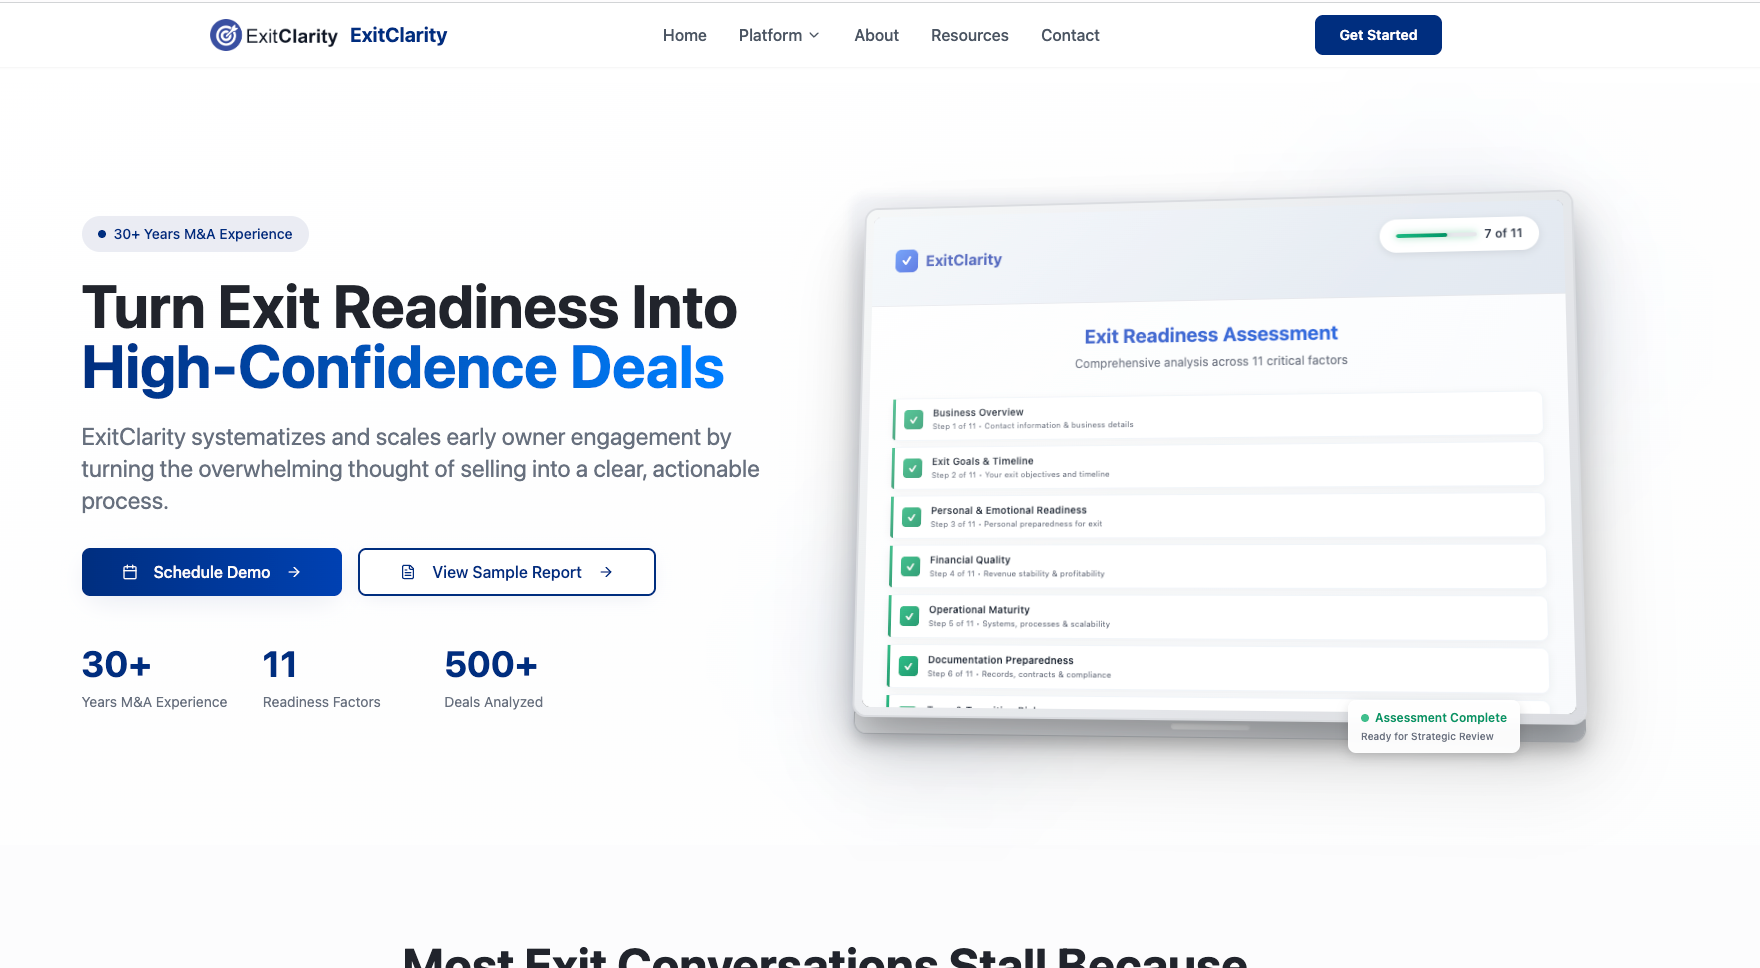 ExitClarity ExitClarity
Home
Platform
About
Resources
Contact
Get Started
30+ Years M&A Experience
Turn Exit Readiness Into
High-Confidence Deals
ExitClarity systematizes and scales early owner engagement by
turning the overwhelming thought of selling into a clear, actionable
process.
Schedule Demo
View Sample Report
30+
Years M&A Experience
11
Readiness Factors
500+
Deals Analyzed
ExitClarity
7 of 11
Exit Readiness Assessment
Comprehensive analysis across 11 critical factors
Business Overview
Step 1 of 11 • Contact information & business details
Exit Goals & Timeline
Step 2 of 11 • Your exit objectives and timeline
Personal & Emotional Readiness
Step 3 of 11 • Personal preparedness for exit
Financial Quality
Step 4 of 11 • Revenue stability & profitability
Operational Maturity
Step 5 of 11 • Systems, processes & scalability
Documentation Preparedness
Step 6 of 11 • Records, contracts & compliance
Assessment Complete
Ready for Strategic Review
Most Exit Conversations Stall Because